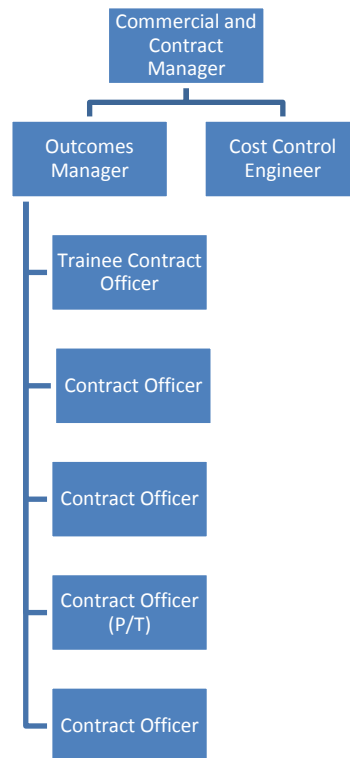 Commercial and
Contract
Manager
Outcomes
Manager
Cost Control
Engineer
Trainee Contract
Officer
Contract Officer
Contract Officer
Contract Officer
(P/T)
Contract Officer